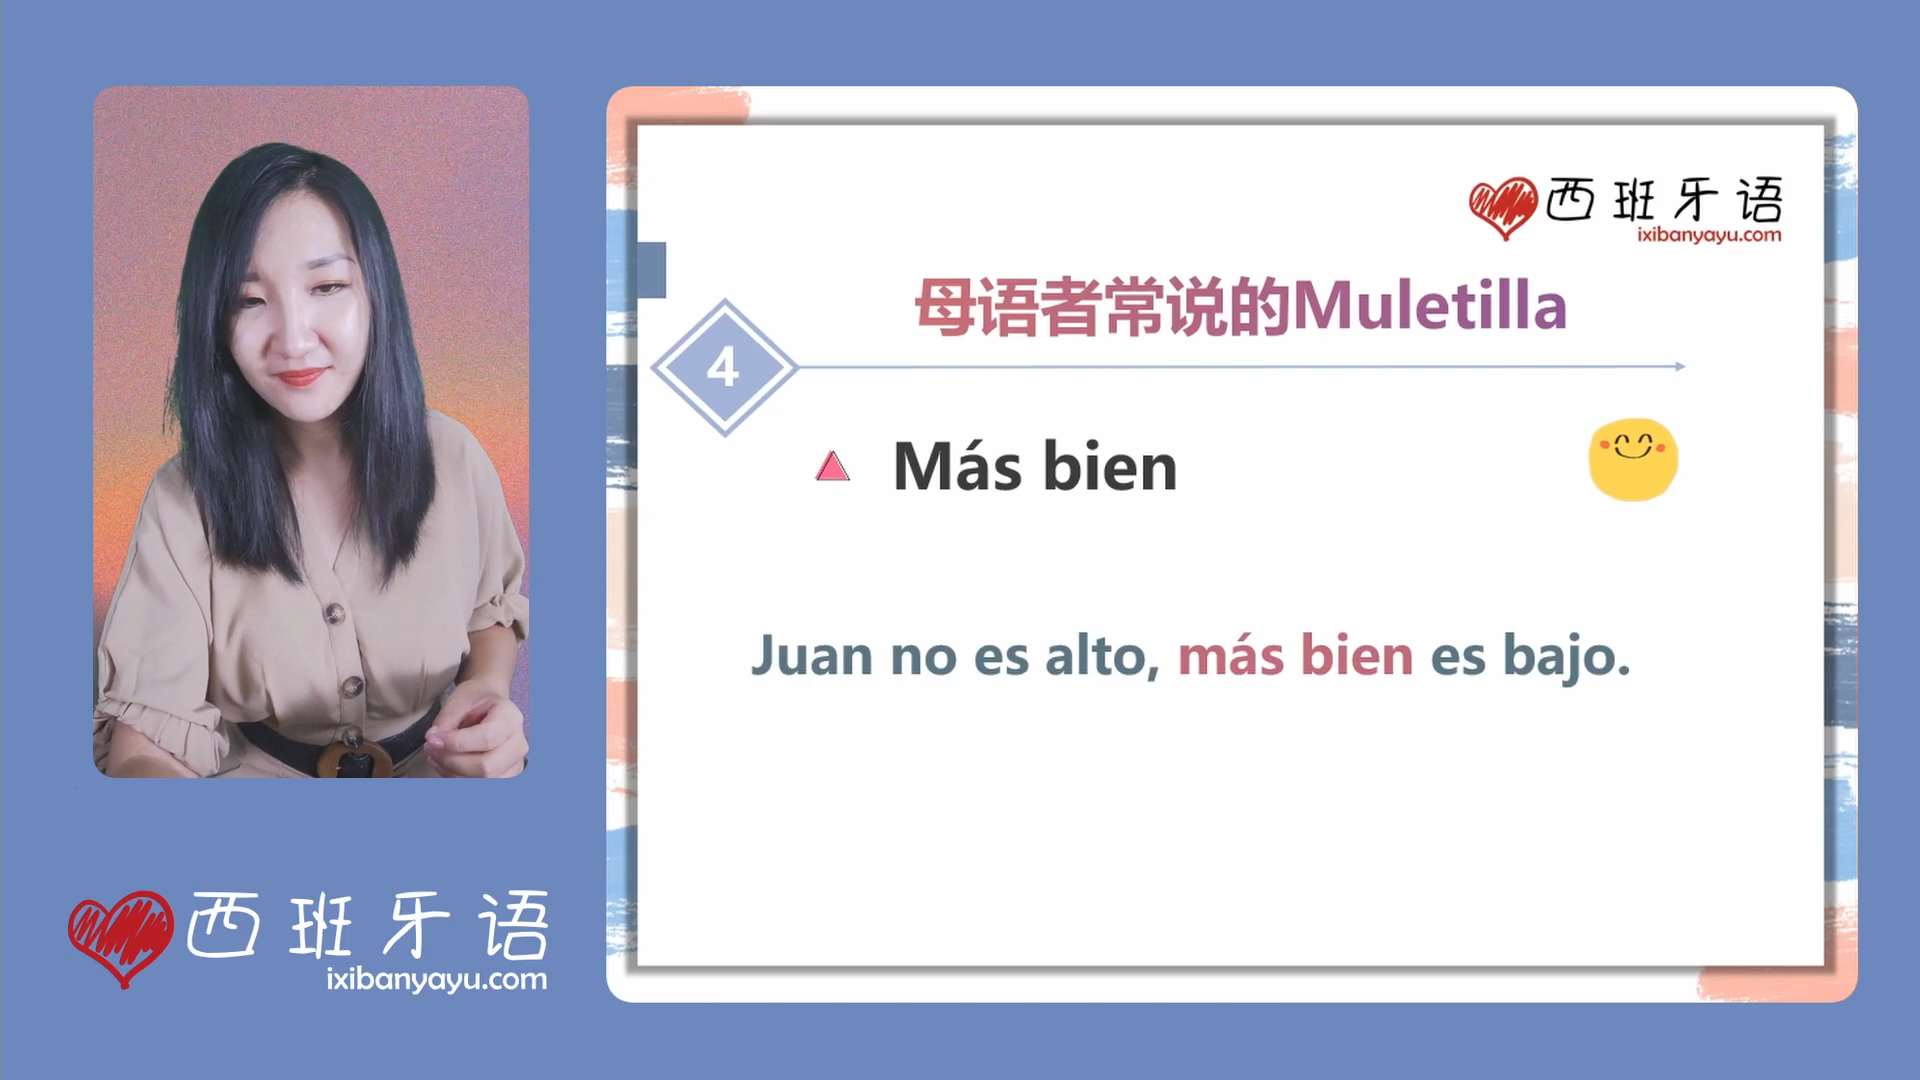 西班牙语
ixibanyayu.com
母语者常说的Muletilla
4
Más bien
Juan no es alto, más bien es bajo.
西班牙语
ixibanyayu.com